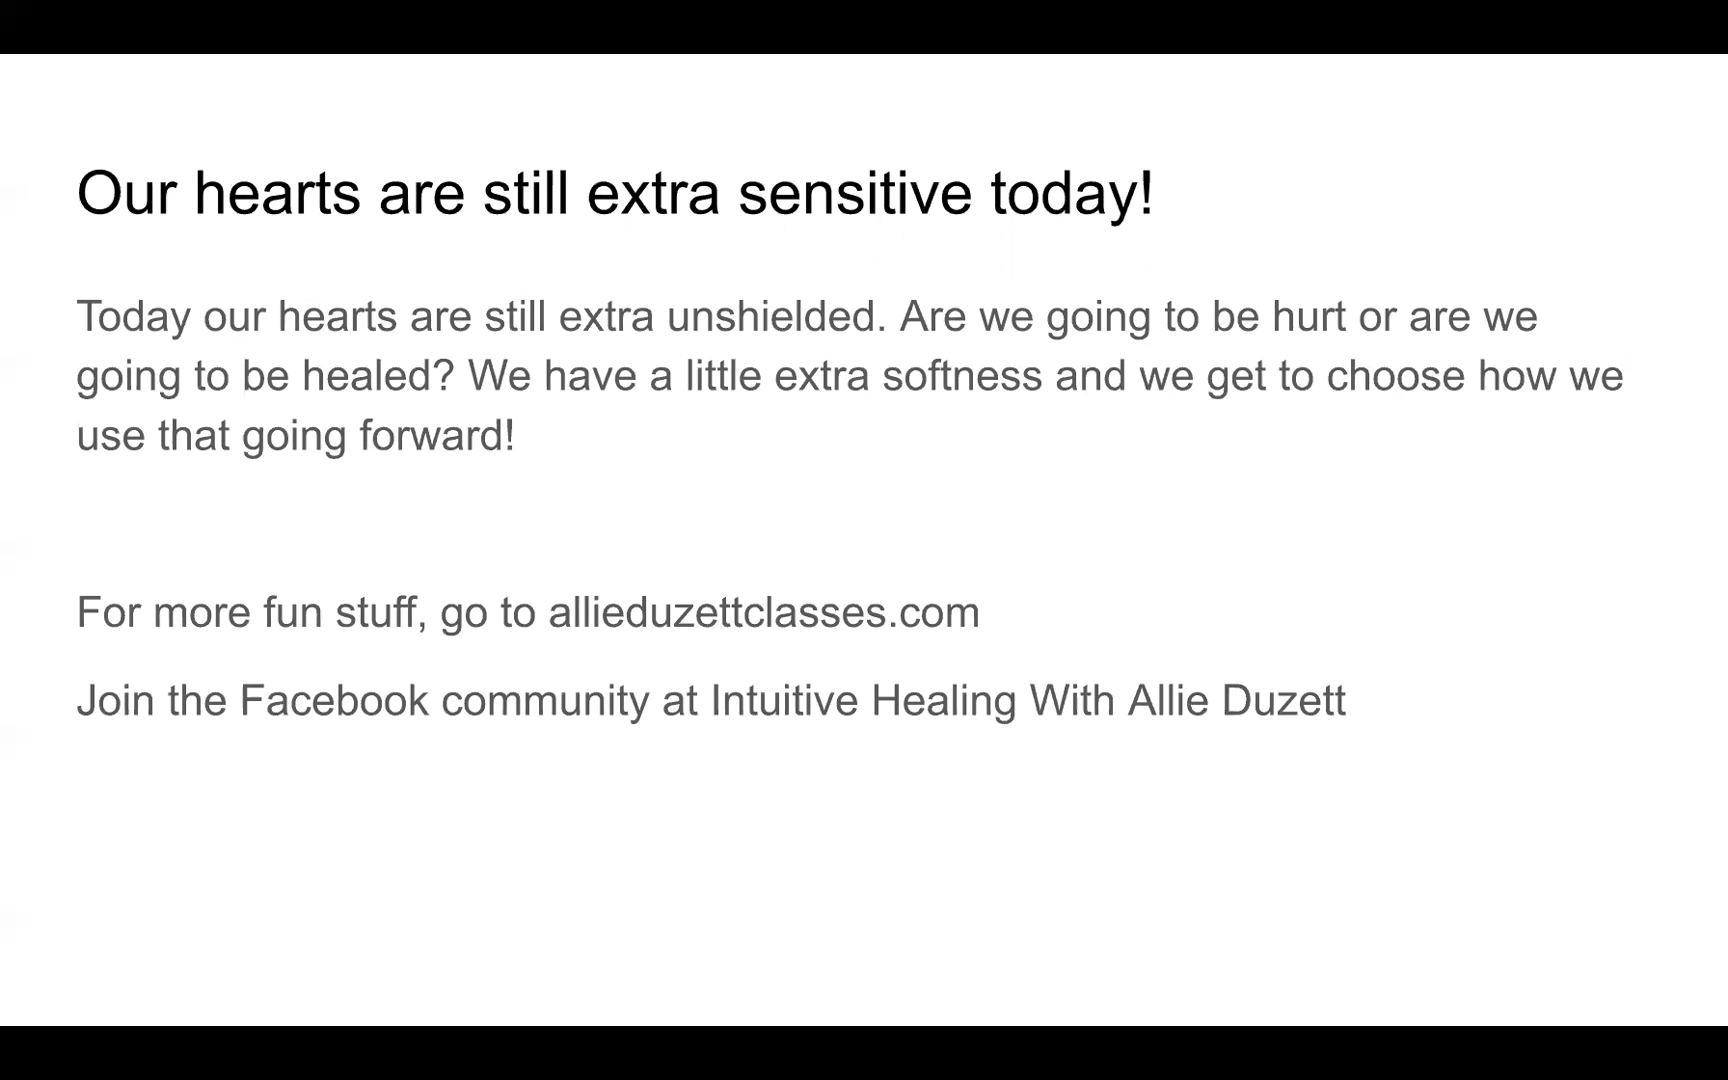 Our hearts are still extra sensitive today!
Today our hearts are still extra unshielded. Are we going to be hurt or are we
going to be healed? We have a little extra softness and we get to choose how we
use that going forward!
For more fun stuff, go to allieduzettclasses.com
Join the Facebook community at Intuitive Healing With Allie Duzett